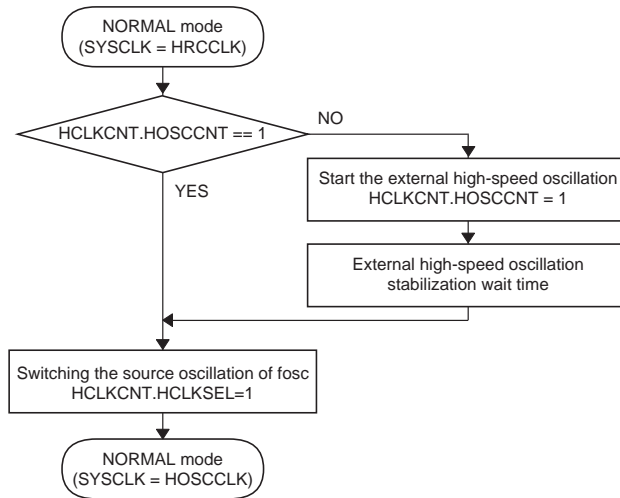 NORMAL mode
(SYSCLK = HRCCLK)
HCLKCNT.HOSCCNT == 1
NO
YES
Start the external high-speed oscillation
HCLKCNT.HOSCCNT = 1
External high-speed oscillation
stabilization wait time
Switching the source oscillation of fosc
HCLKCNT.HCLKSEL=1
NORMAL mode
(SYSCLK = HOSCCLK)